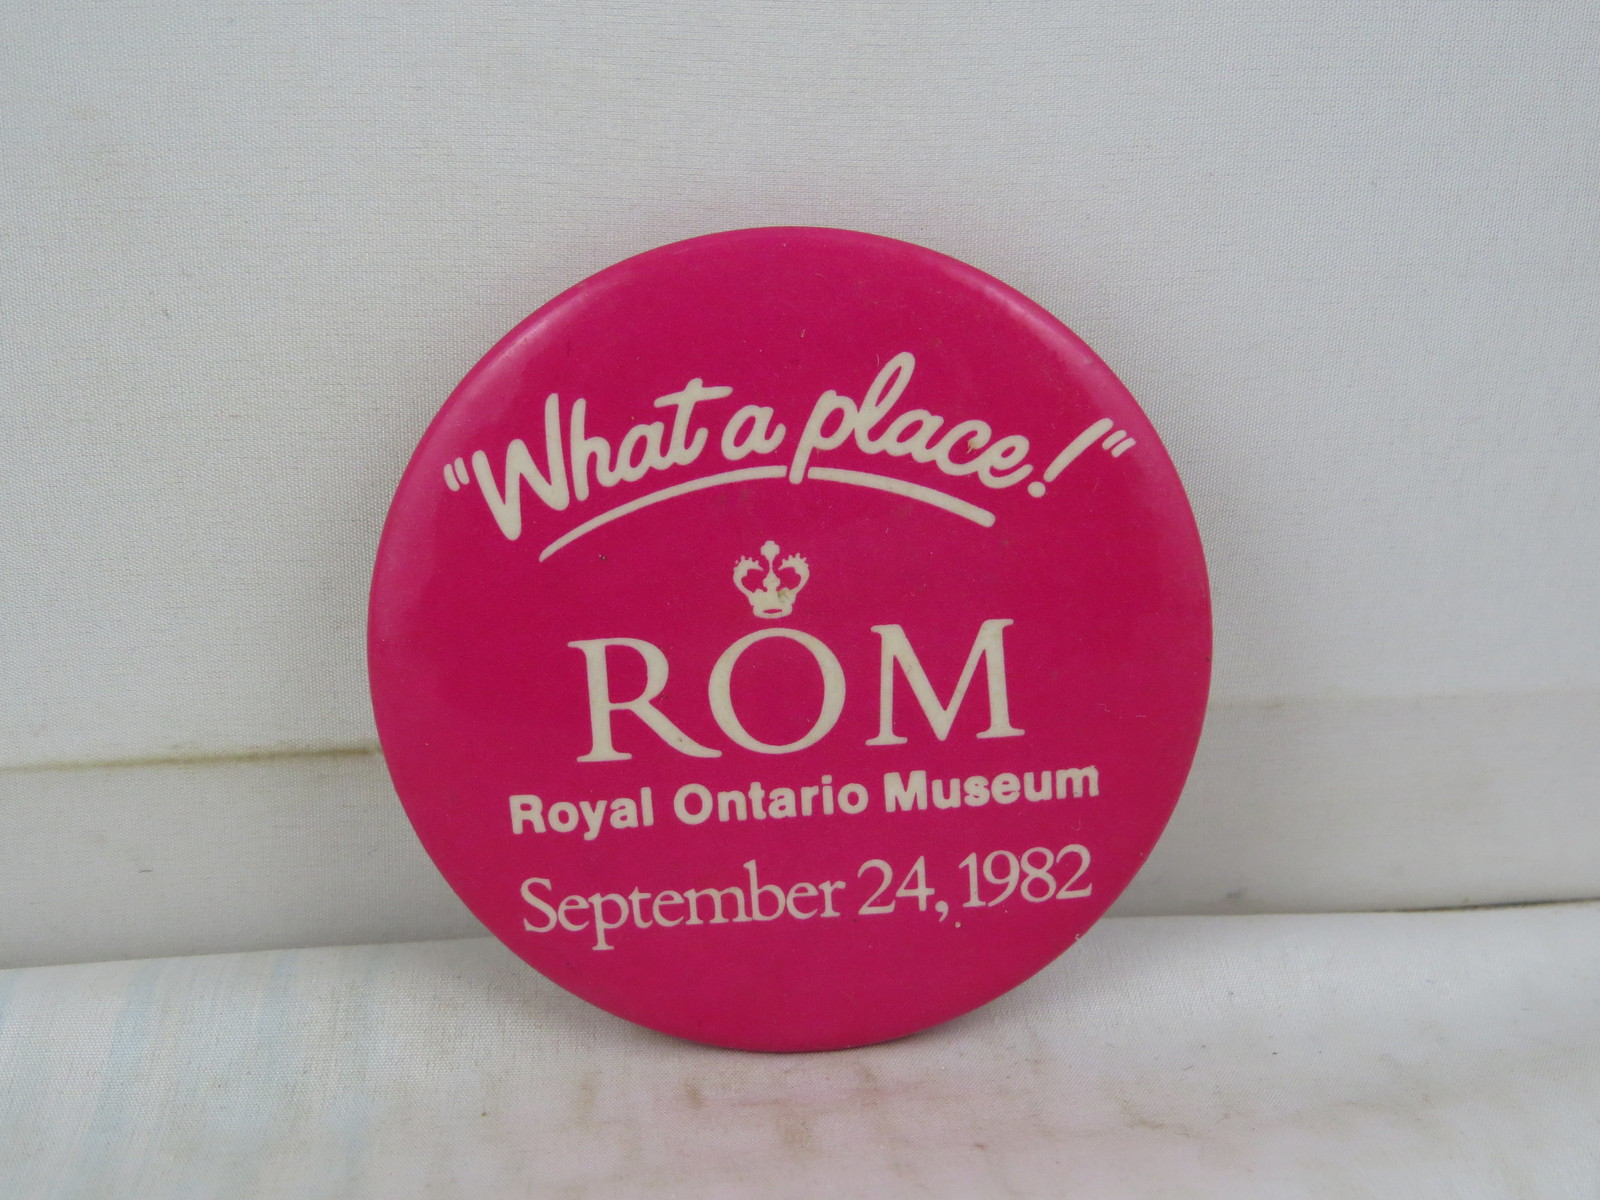 "What a place!"
ROM
Royal Ontario Museum
September 24, 1982